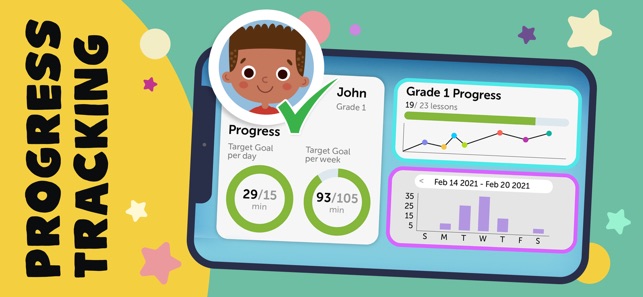 PROGRESS
TRACKING
John
Grade 1
Progress
Target Goal
per day
29/15
min
Target Goal
per week
93/105
min
Grade 1 Progress
19/ 23 lessons
< Feb 14 2021 - Feb 20 2021
35
25
15
5
S M T W T F S